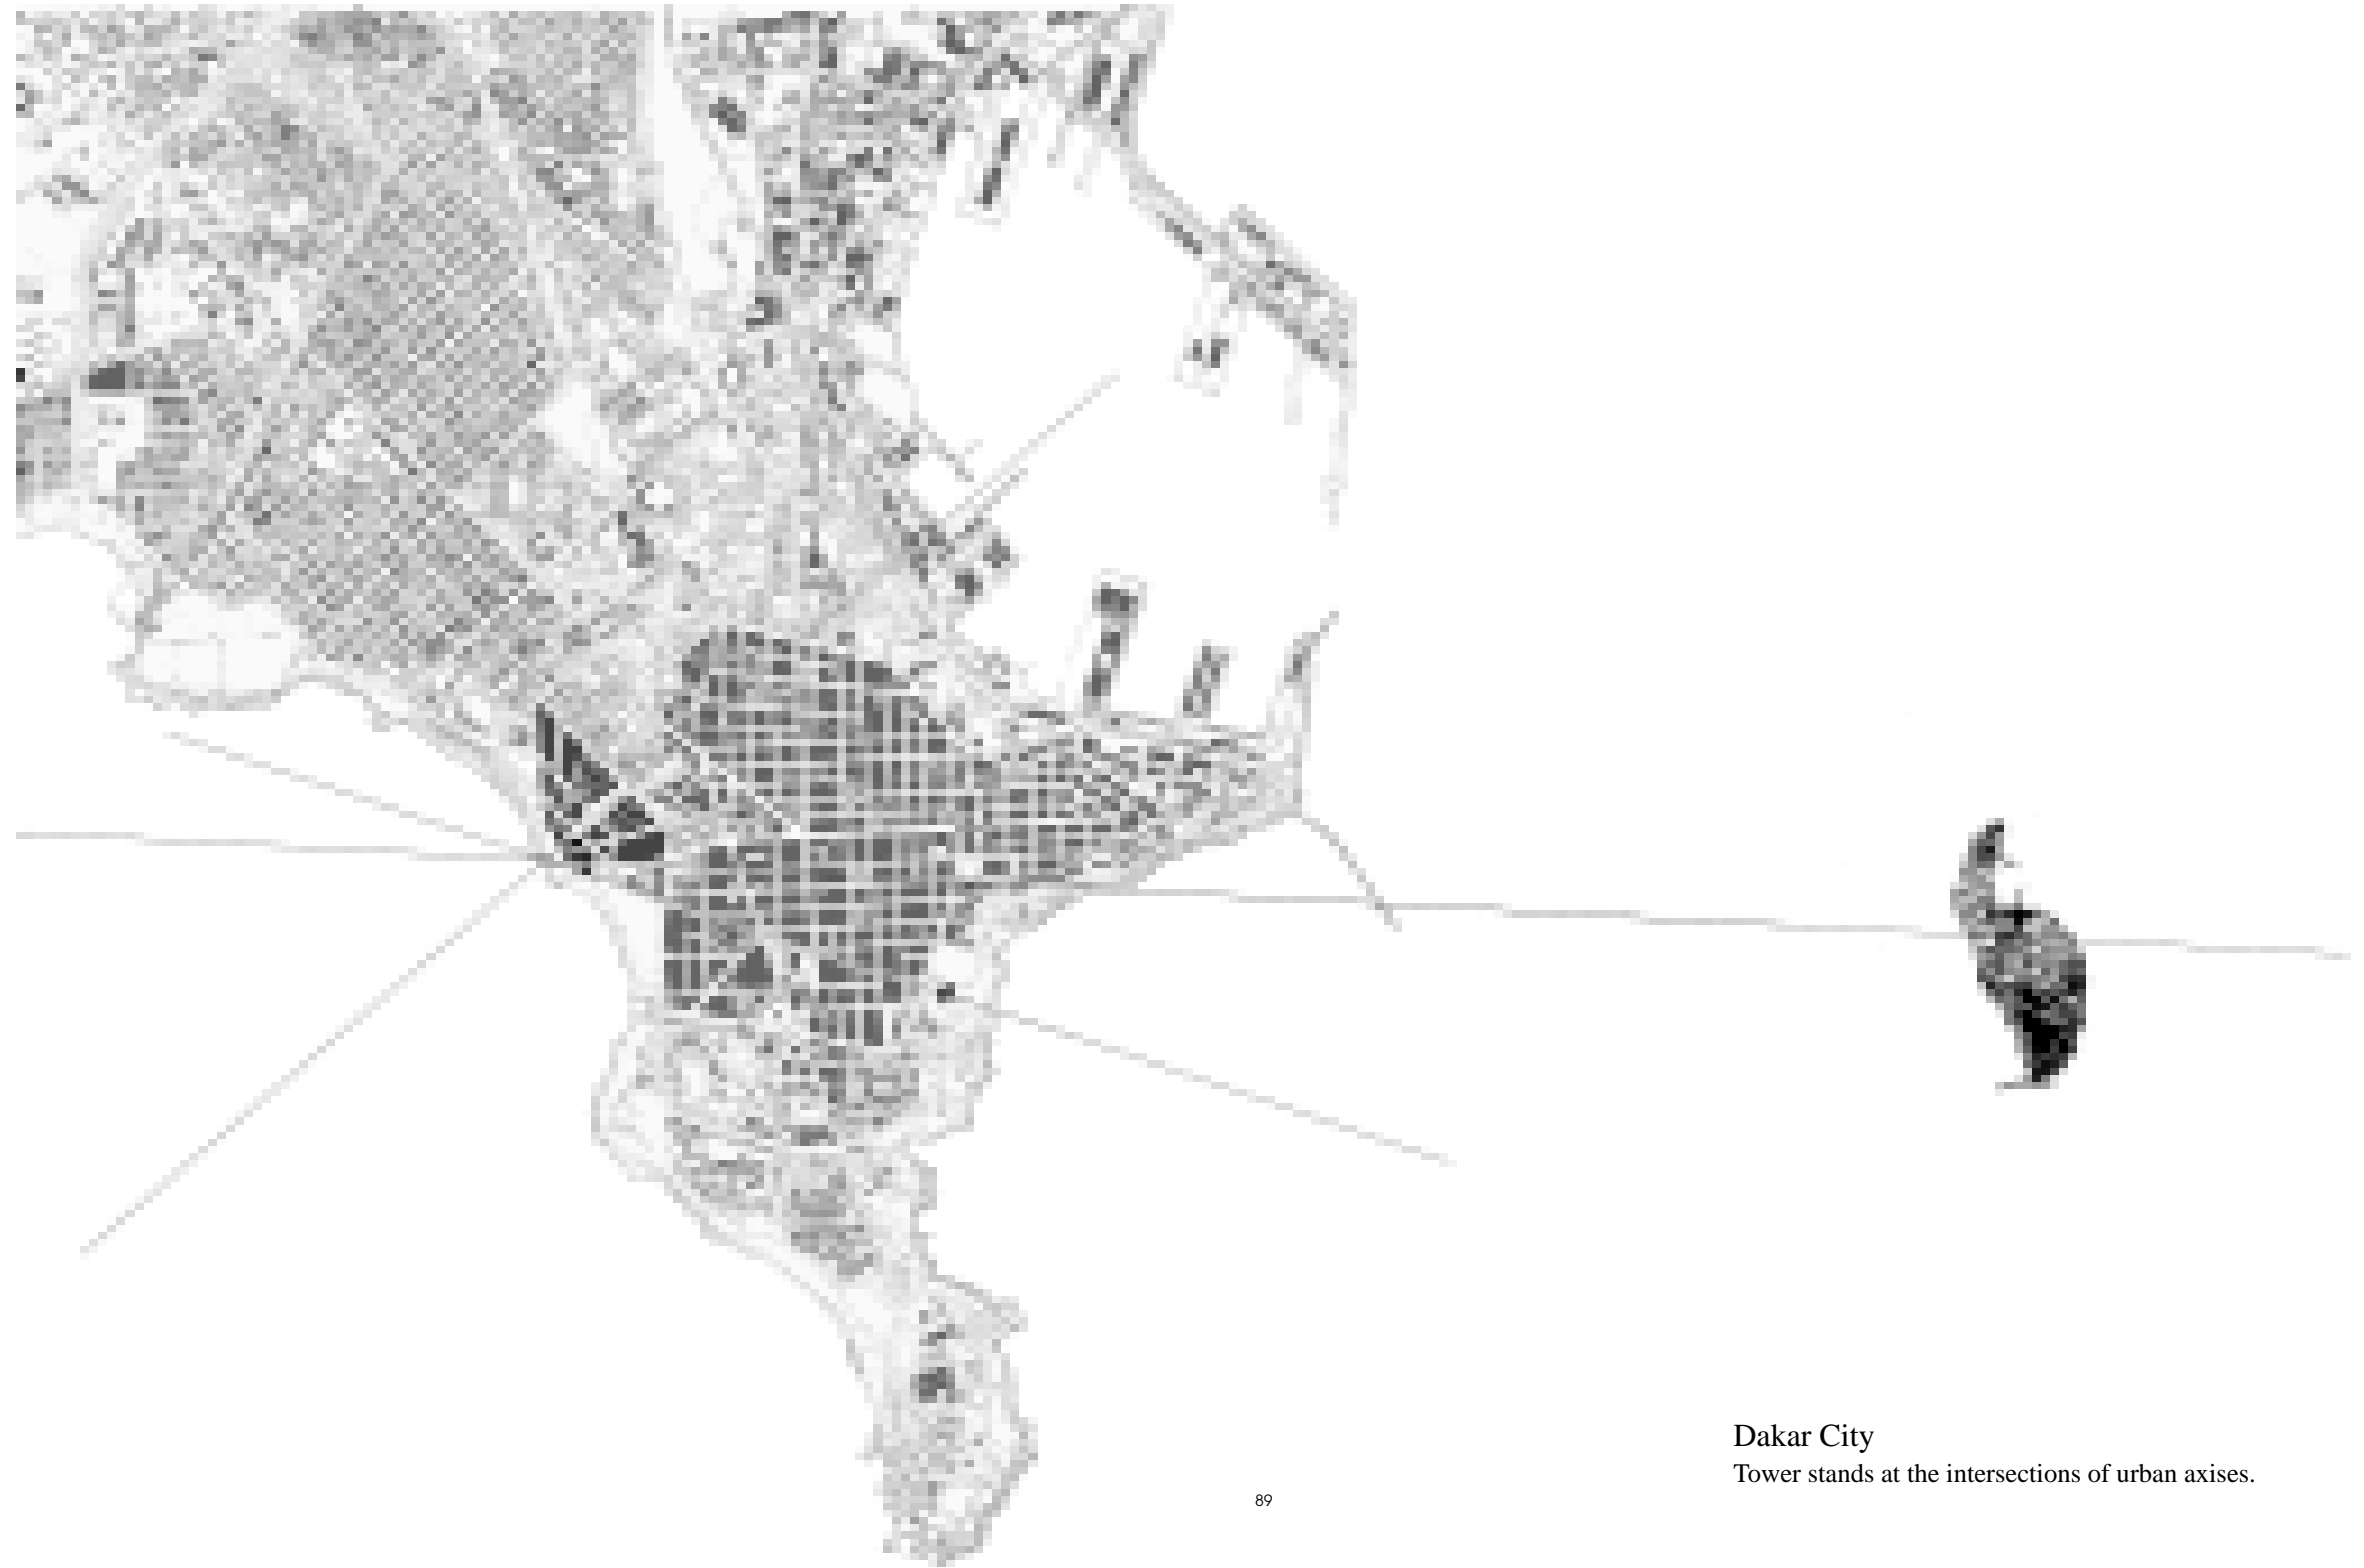 Dakar City
Tower stands at the intersections of urban axises.
89